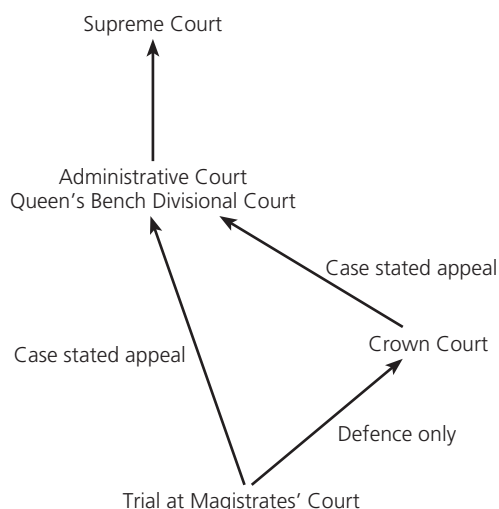 Supreme Court
Administrative Court
Queen's Bench Divisional Court
Case stated appeal
Crown Court
Case stated appeal
Defence only
Trial at Magistrates' Court